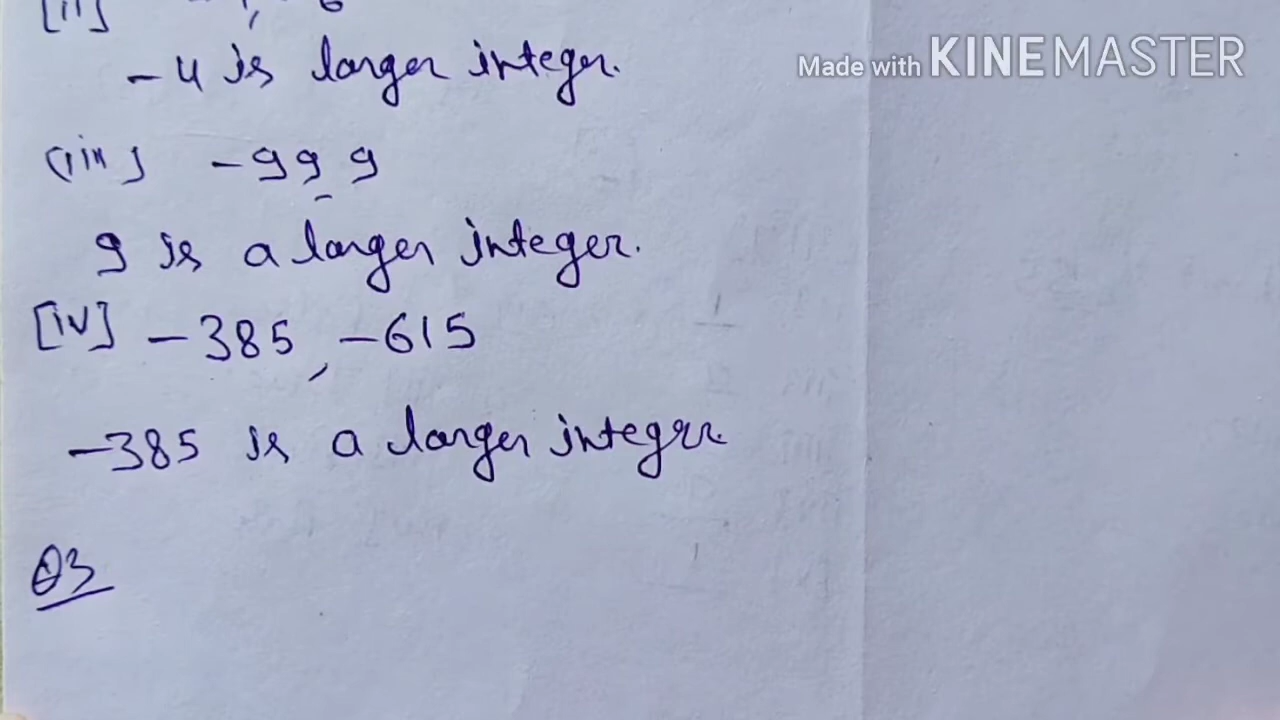 [ii]
-4 is larger integer.
Made with KINEMASTER
(iii) -99, 9
9 is a larger integer.
[iv] -385, -615
-385 is a larger integer
Q3